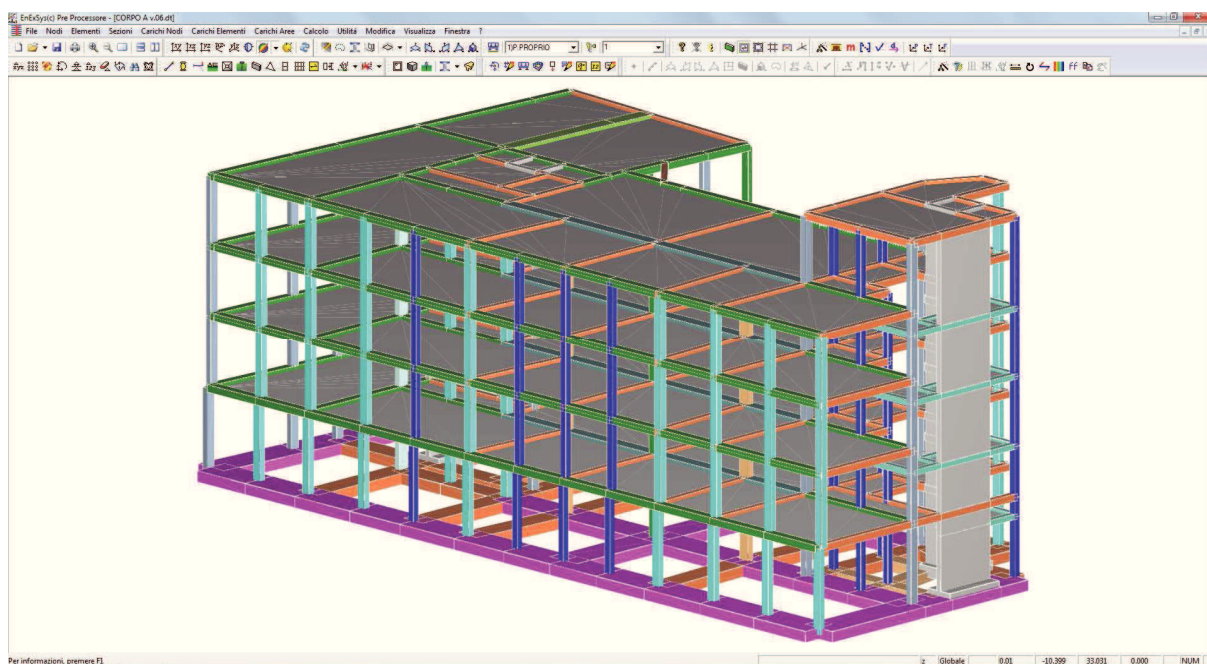 EnExSys(c) Pre Processore - [CORPO A v.06.dt]
File Nodi Elementi Sezioni Carichi Nodi Carichi Elementi Carichi Aree Calcolo Utilità Modifica Visualizza Finestra ?
1)P.PROPRIO 1
Per informazioni, premere F1 z Globale 0.01 -10.399 33.031 0.000 NUM